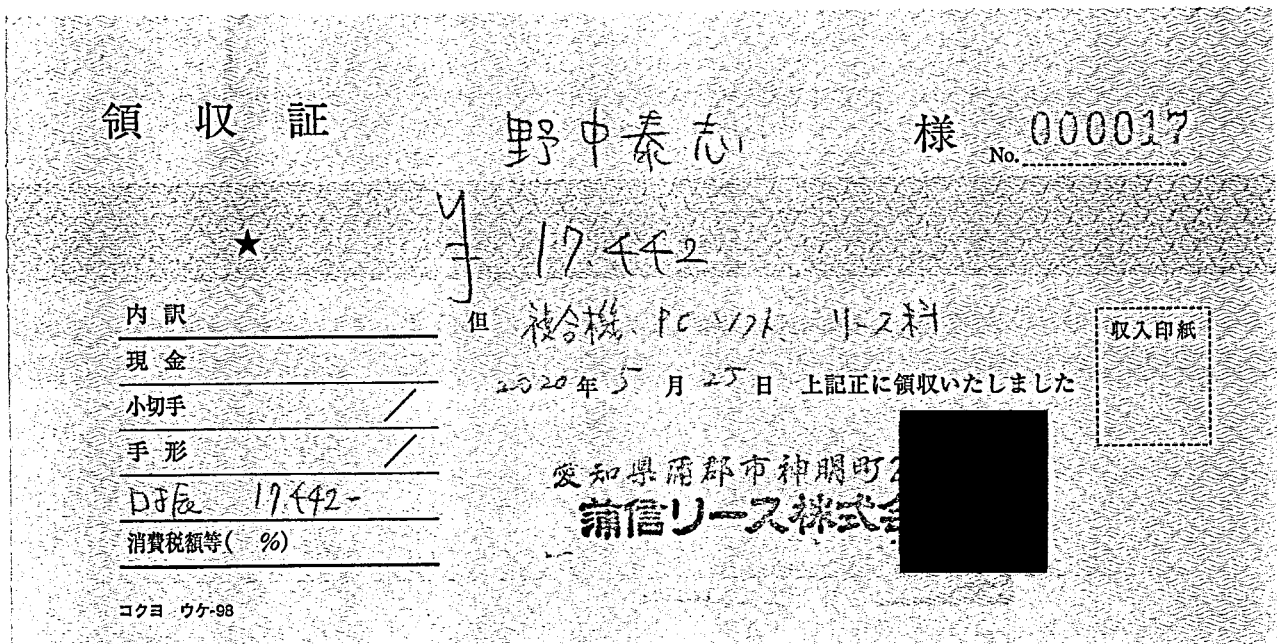 領収証 野中泰志 様 No. 000017
★ ¥ 17.442
但 複合機、PCソフト、リース料
2020年5月25日 上記正に領収いたしました
収入印紙
内訳
現金
小切手 /
手形 /
口振 17.442-
消費税額等( %)
愛知県蒲郡市神明町2
蒲信リース株式会
コクヨ ウケ-98